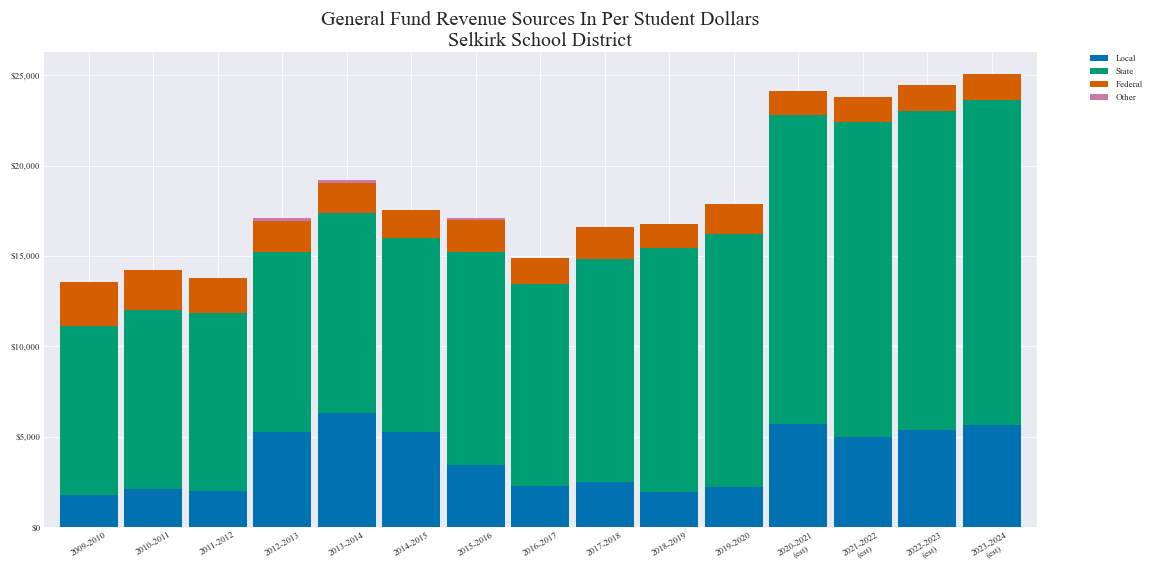 General Fund Revenue Sources In Per Student Dollars
Selkirk School District
Local
State
Federal
Other
$25,000
$20,000
$15,000
$10,000
$5,000
$0
2009-2010
2010-2011
2011-2012
2012-2013
2013-2014
2014-2015
2015-2016
2016-2017
2017-2018
2018-2019
2019-2020
2020-2021
(est)
2021-2022
(est)
2022-2023
(est)
2023-2024
(est)